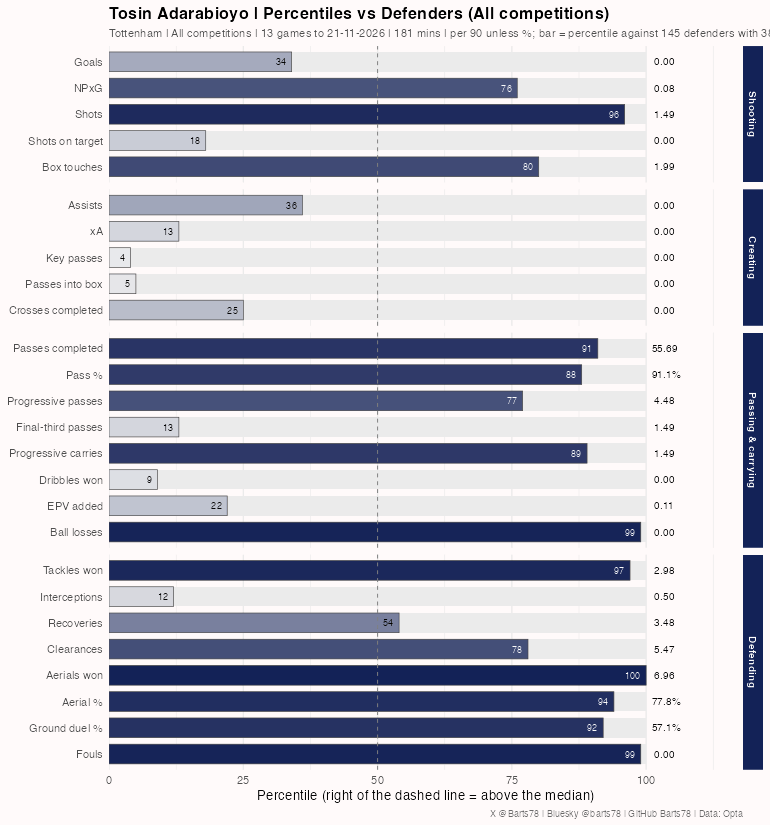 Tosin Adarabioyo | Percentiles vs Defenders (All competitions)
Tottenham | All competitions | 13 games to 21-11-2026 | 181 mins | per 90 unless %; bar = percentile against 145 defenders with 38
Goals 34 0.00
NPxG 76 0.08
Shots 96 1.49
Shots on target 18 0.00
Box touches 80 1.99
Shooting
Assists 36 0.00
xA 13 0.00
Key passes 4 0.00
Passes into box 5 0.00
Crosses completed 25 0.00
Creating
Passes completed 91 55.69
Pass % 88 91.1%
Progressive passes 77 4.48
Final-third passes 13 1.49
Progressive carries 89 1.49
Dribbles won 9 0.00
EPV added 22 0.11
Ball losses 99 0.00
Passing & carrying
Tackles won 97 2.98
Interceptions 12 0.50
Recoveries 54 3.48
Clearances 78 5.47
Aerials won 100 6.96
Aerial % 94 77.8%
Ground duel % 92 57.1%
Fouls 99 0.00
Defending
0 25 50 75 100
Percentile (right of the dashed line = above the median)
X @Barts78 | Bluesky @barts78 | GitHub Barts78 | Data: Opta